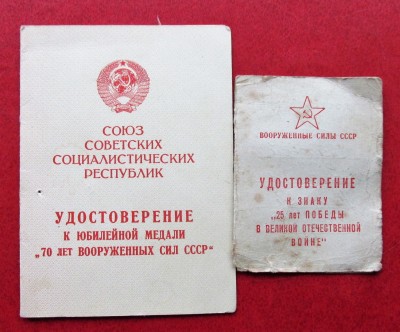 СОЮЗ
СОВЕТСКИХ
СОЦИАЛИСТИЧЕСКИХ
РЕСПУБЛИК
УДОСТОВЕРЕНИЕ
К ЮБИЛЕЙНОЙ МЕДАЛИ
„70 ЛЕТ ВООРУЖЕННЫХ СИЛ СССР“
ВООРУЖЕННЫЕ СИЛЫ СССР
УДОСТОВЕРЕНИЕ
К ЗНАКУ
„25 лет ПОБЕДЫ
В ВЕЛИКОЙ ОТЕЧЕСТВЕННОЙ
ВОЙНЕ“